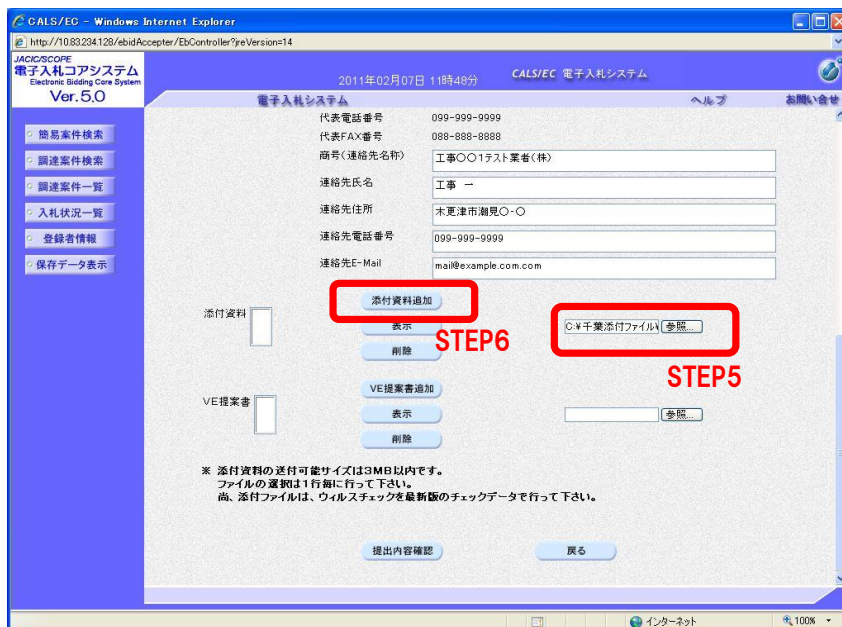 CALS/EC - Windows Internet Explorer
http://10.83.234.128/ebidAccepter/EbController?jreVersion=14
JACIC/SCOPE
電子入札コアシステム
Electronic Bidding Core System
Ver.5.0
2011年02月07日 11時48分
CALS/EC 電子入札システム
電子入札システム
ヘルプ
お問い合せ
簡易案件検索
調達案件検索
調達案件一覧
入札状況一覧
登録者情報
保存データ表示
代表電話番号 099-999-9999
代表FAX番号 088-888-8888
商号(連絡先名称) 工事〇〇1テスト業者(株)
連絡先氏名 工事 一
連絡先住所 木更津市潮見〇-〇
連絡先電話番号 099-999-9999
連絡先E-Mail mail@example.com.com
添付資料
添付資料追加
表示
削除
C:¥千葉添付ファイル¥ 参照...
STEP6
STEP5
VE提案書
VE提案書追加
表示
削除
参照...
※ 添付資料の送付可能サイズは3MB以内です。
ファイルの選択は1行毎に行って下さい。
尚、添付ファイルは、ウィルスチェックを最新版のチェックデータで行って下さい。
提出内容確認
戻る
インターネット
100%